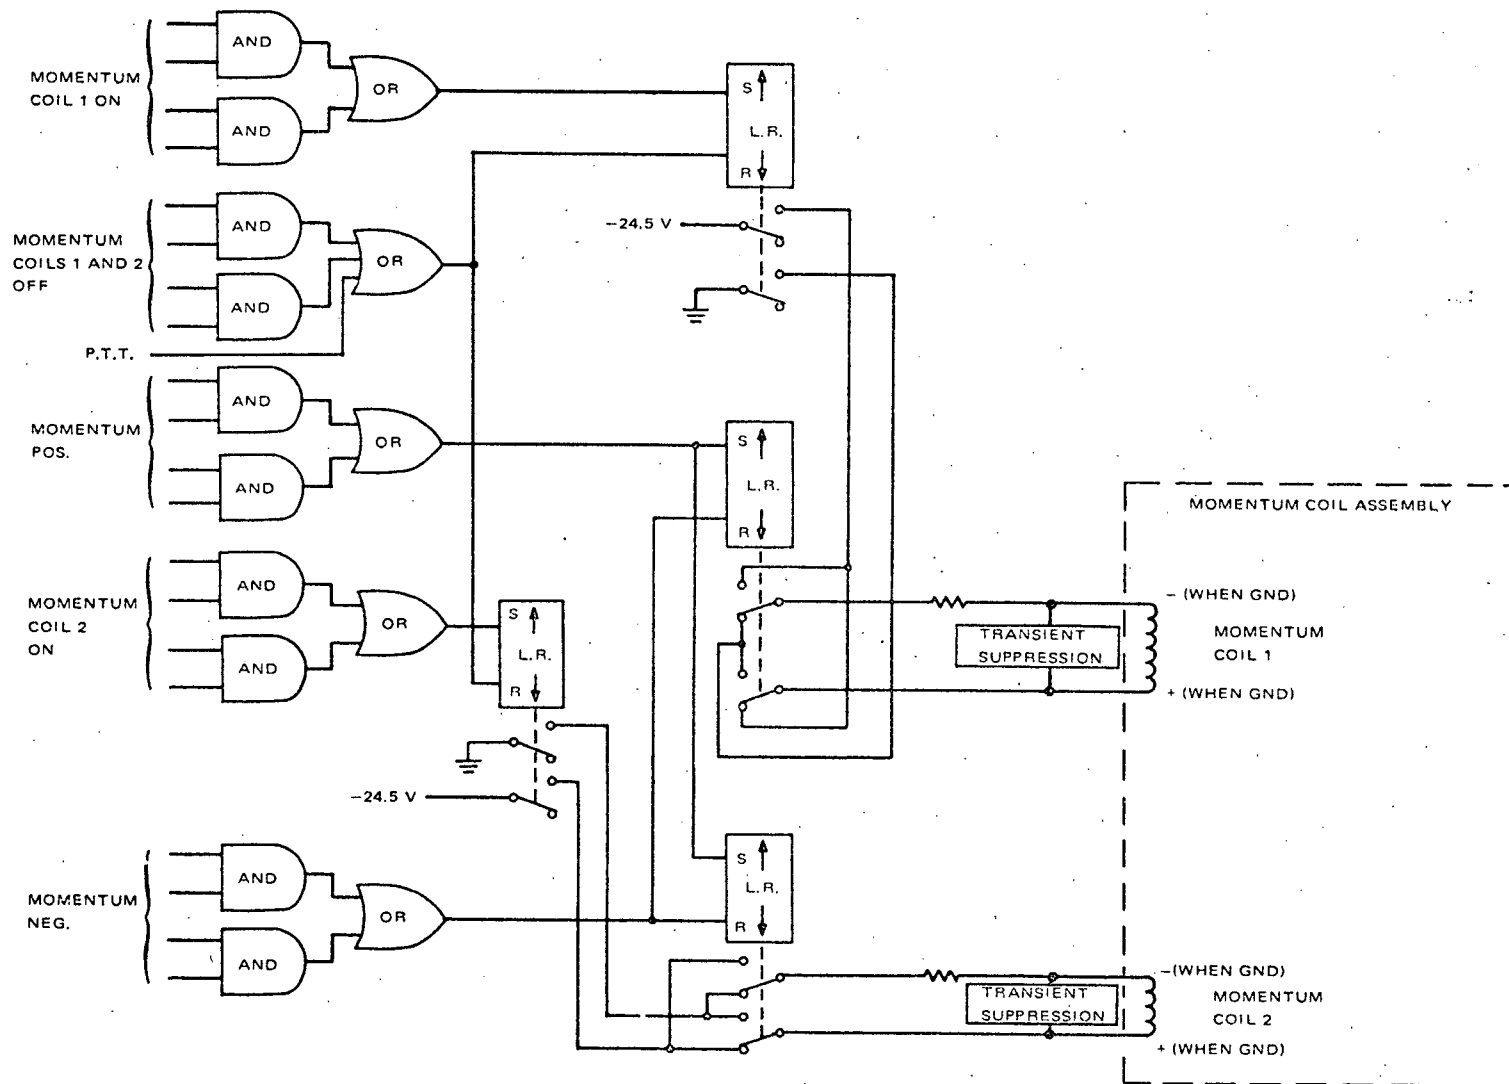 MOMENTUM
COIL 1 ON
AND
AND
OR
S
L.R.
R
MOMENTUM
COILS 1 AND 2
OFF
AND
AND
OR
P.T.T.
−24.5 V
MOMENTUM
POS.
AND
AND
OR
S
L.R.
R
MOMENTUM COIL ASSEMBLY
MOMENTUM
COIL 2
ON
AND
AND
OR
S
L.R.
R
− (WHEN GND)
TRANSIENT
SUPPRESSION
MOMENTUM
COIL 1
+ (WHEN GND)
−24.5 V
MOMENTUM
NEG.
AND
AND
OR
S
L.R.
R
−(WHEN GND)
TRANSIENT
SUPPRESSION
MOMENTUM
COIL 2
+ (WHEN GND)